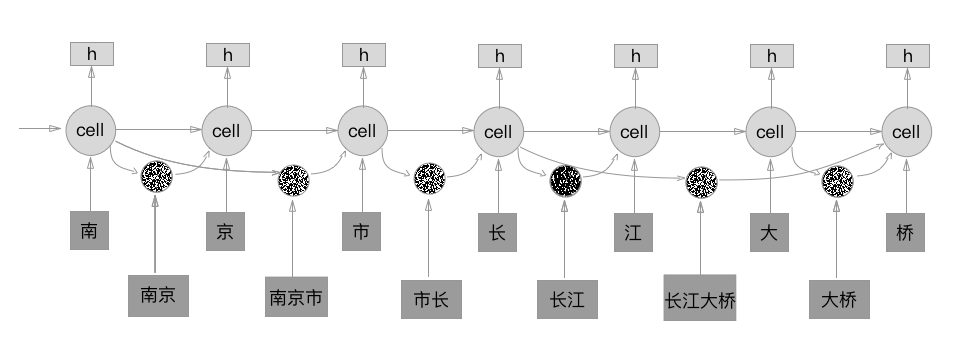 h h h h h h h
cell cell cell cell cell cell cell
南 京 市 长 江 大 桥
南京 南京市 市长 长江 长江大桥 大桥